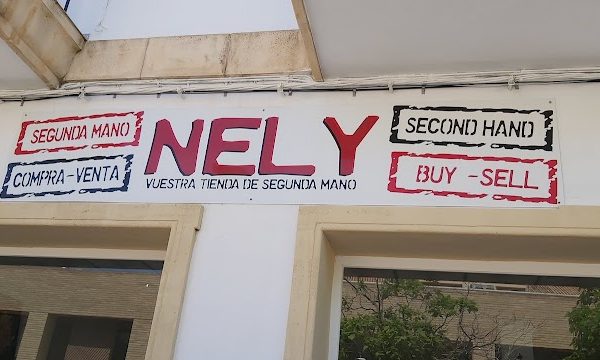 SEGUNDA MANO
COMPRA-VENTA
NELY
VUESTRA TIENDA DE SEGUNDA MANO
SECOND HAND
BUY -SELL